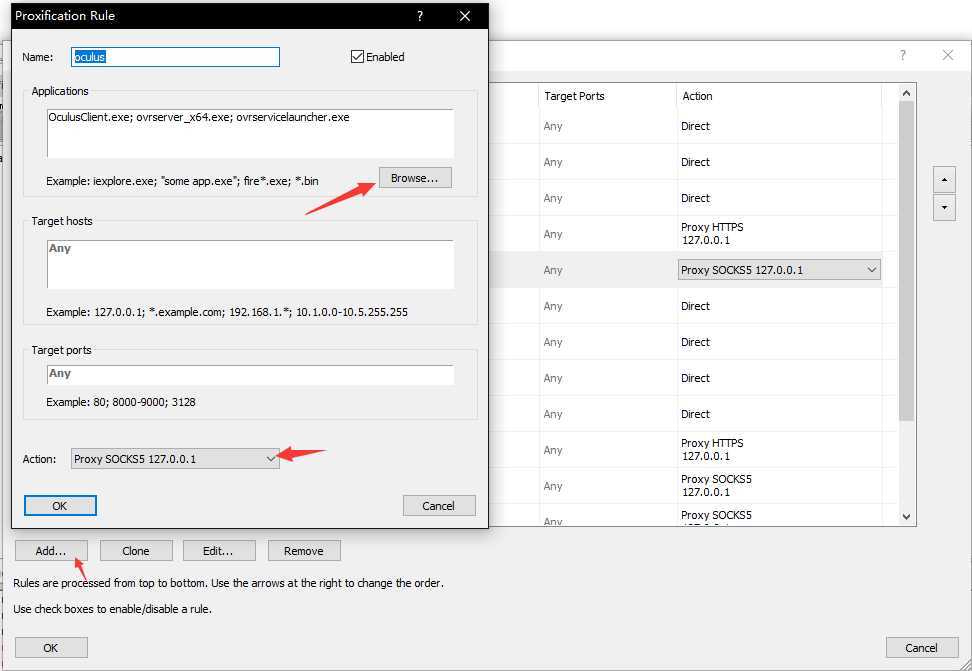 Proxification Rule
?
Name: oculus
Enabled
Applications
OculusClient.exe; ovrserver_x64.exe; ovrservicelauncher.exe
Example: iexplore.exe; "some app.exe"; fire*.exe; *.bin
Browse...
Target hosts
Any
Example: 127.0.0.1; *.example.com; 192.168.1.*; 10.1.0.0-10.5.255.255
Target ports
Any
Example: 80; 8000-9000; 3128
Action: Proxy SOCKS5 127.0.0.1
OK Cancel
?
Target Ports Action
Any Direct
Any Direct
Any Direct
Any Proxy HTTPS
127.0.0.1
Any Proxy SOCKS5 127.0.0.1
Any Direct
Any Direct
Any Direct
Any Direct
Any Proxy HTTPS
127.0.0.1
Any Proxy SOCKS5
127.0.0.1
Any Proxy SOCKS5
Add... Clone Edit... Remove
Rules are processed from top to bottom. Use the arrows at the right to change the order.
Use check boxes to enable/disable a rule.
OK Cancel